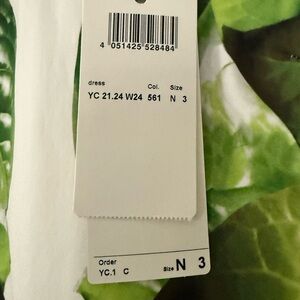 4 051425 528484
dress Col. Size
YC 21.24 W24 561 N 3
Order
YC.1 C Size N 3